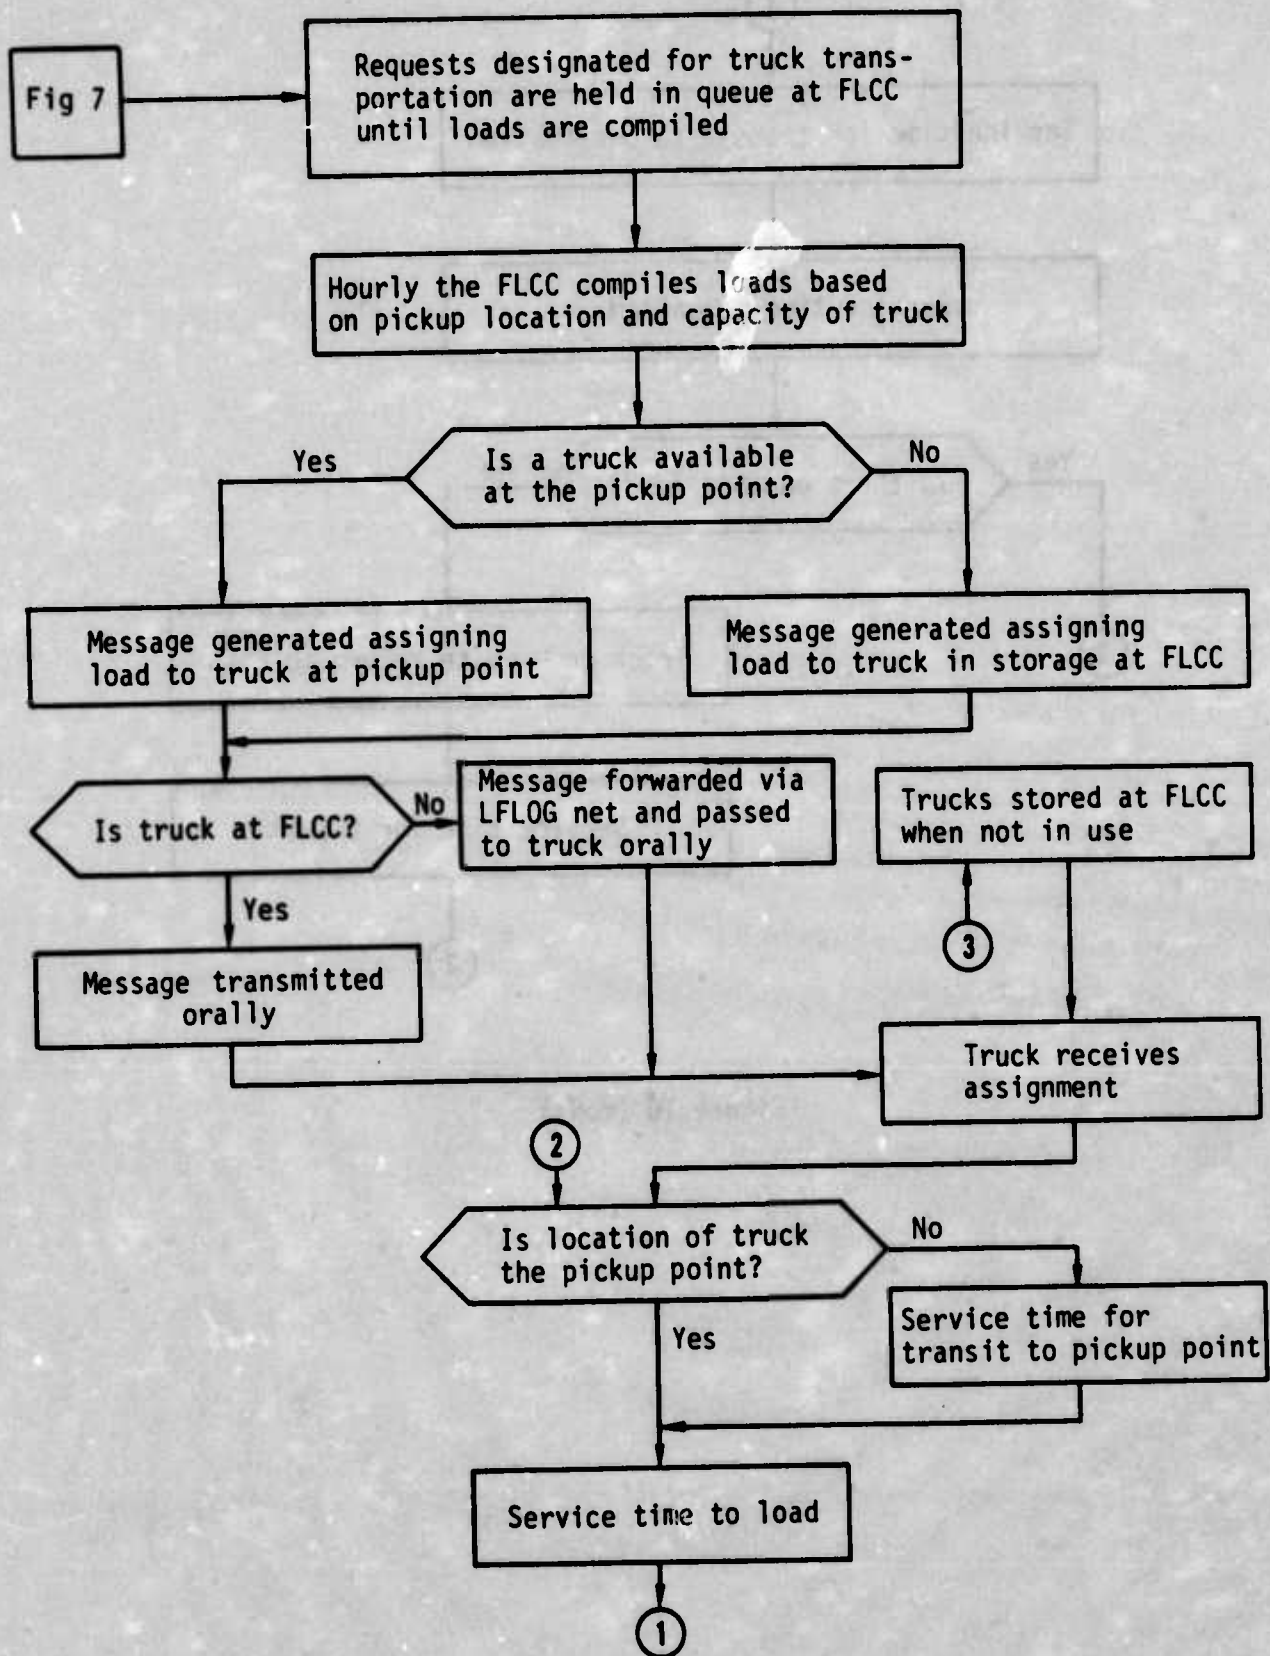 Fig 7
Requests designated for truck trans-
portation are held in queue at FLCC
until loads are compiled
Hourly the FLCC compiles loads based
on pickup location and capacity of truck
Yes
Is a truck available
at the pickup point?
No
Message generated assigning
load to truck at pickup point
Message generated assigning
load to truck in storage at FLCC
Is truck at FLCC?
No
Message forwarded via
LFLOG net and passed
to truck orally
Trucks stored at FLCC
when not in use
Yes
3
Message transmitted
orally
Truck receives
assignment
2
Is location of truck
the pickup point?
No
Yes
Service time for
transit to pickup point
Service time to load
1